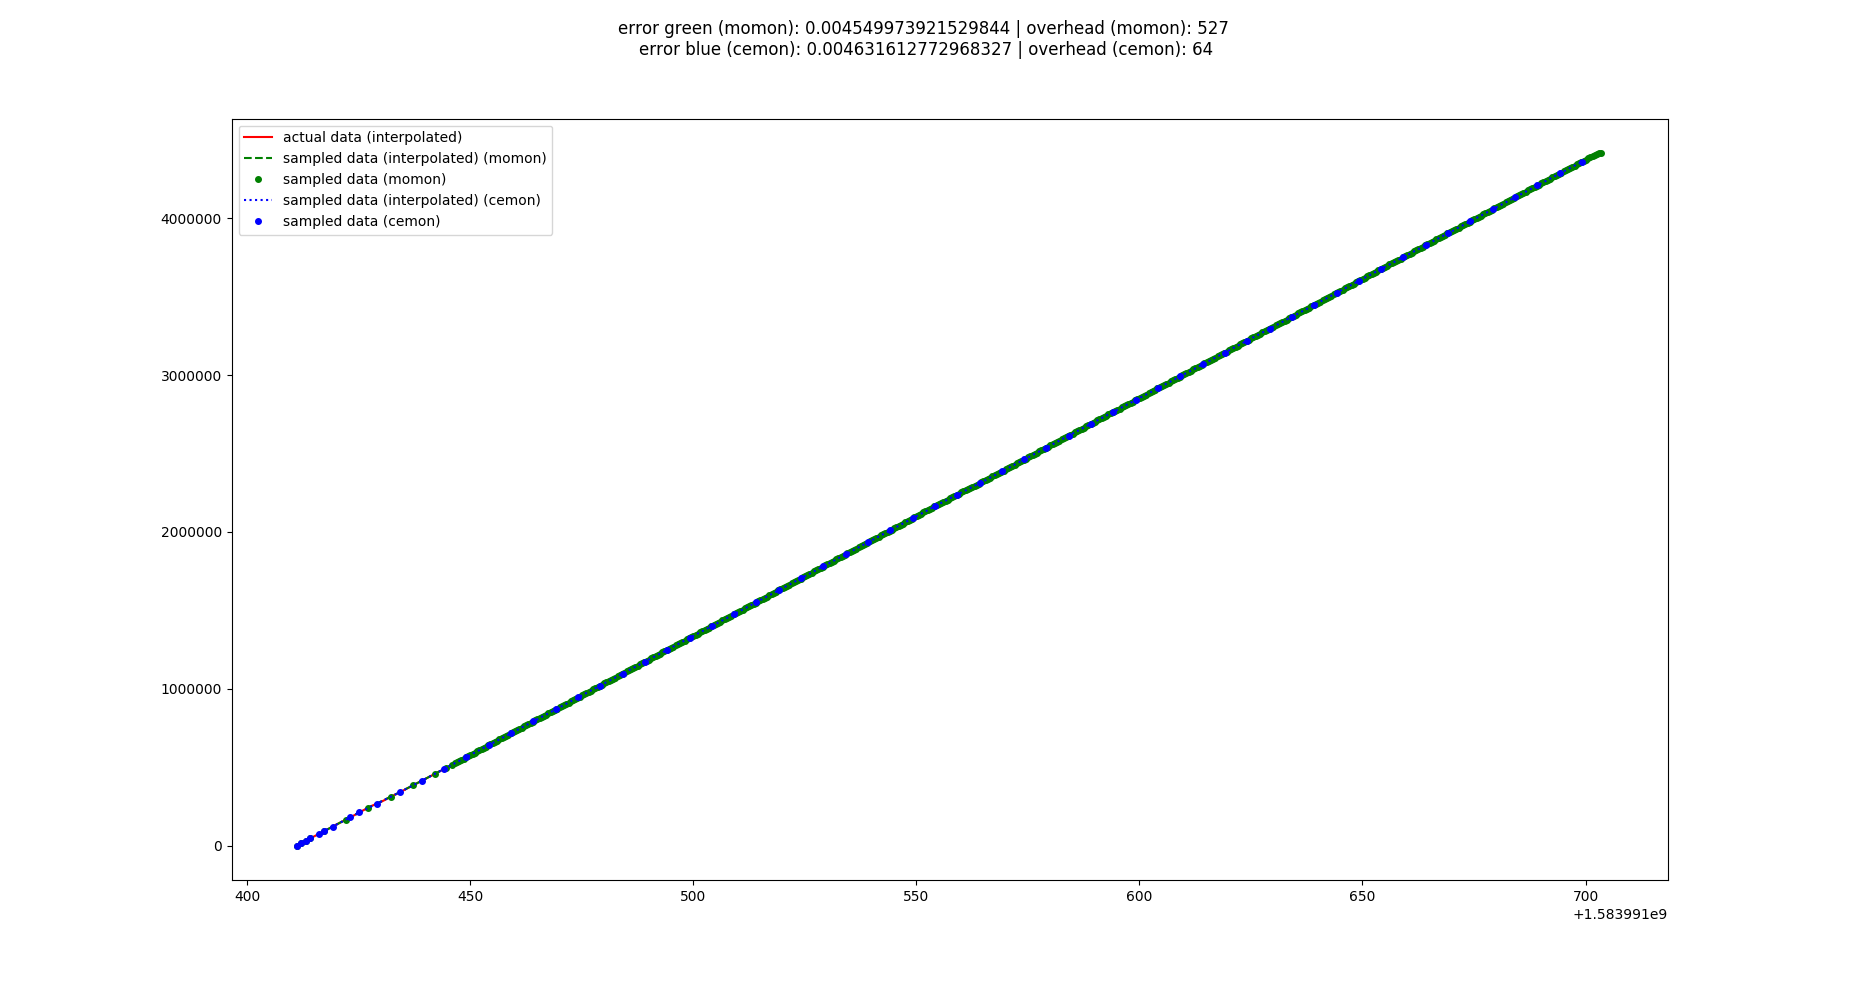 error green (momon): 0.004549973921529844 | overhead (momon): 527
error blue (cemon): 0.004631612772968327 | overhead (cemon): 64
actual data (interpolated)
sampled data (interpolated) (momon)
sampled data (momon)
sampled data (interpolated) (cemon)
sampled data (cemon)
4000000
3000000
2000000
1000000
0
400 450 500 550 600 650 700
+1.583991e9